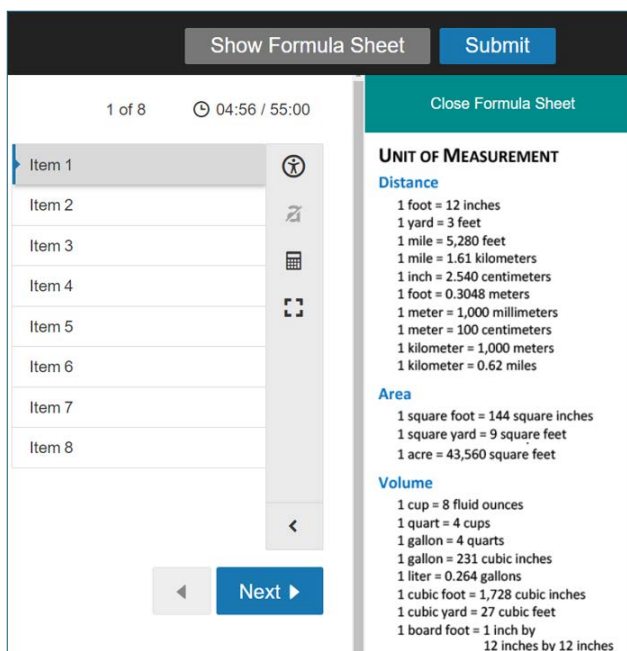 Show Formula Sheet
Submit
1 of 8
04:56 / 55:00
Item 1
Item 2
Item 3
Item 4
Item 5
Item 6
Item 7
Item 8
Next
Close Formula Sheet
UNIT OF MEASUREMENT
Distance
1 foot = 12 inches
1 yard = 3 feet
1 mile = 5,280 feet
1 mile = 1.61 kilometers
1 inch = 2.540 centimeters
1 foot = 0.3048 meters
1 meter = 1,000 millimeters
1 meter = 100 centimeters
1 kilometer = 1,000 meters
1 kilometer = 0.62 miles
Area
1 square foot = 144 square inches
1 square yard = 9 square feet
1 acre = 43,560 square feet
Volume
1 cup = 8 fluid ounces
1 quart = 4 cups
1 gallon = 4 quarts
1 gallon = 231 cubic inches
1 liter = 0.264 gallons
1 cubic foot = 1,728 cubic inches
1 cubic yard = 27 cubic feet
1 board foot = 1 inch by
12 inches by 12 inches